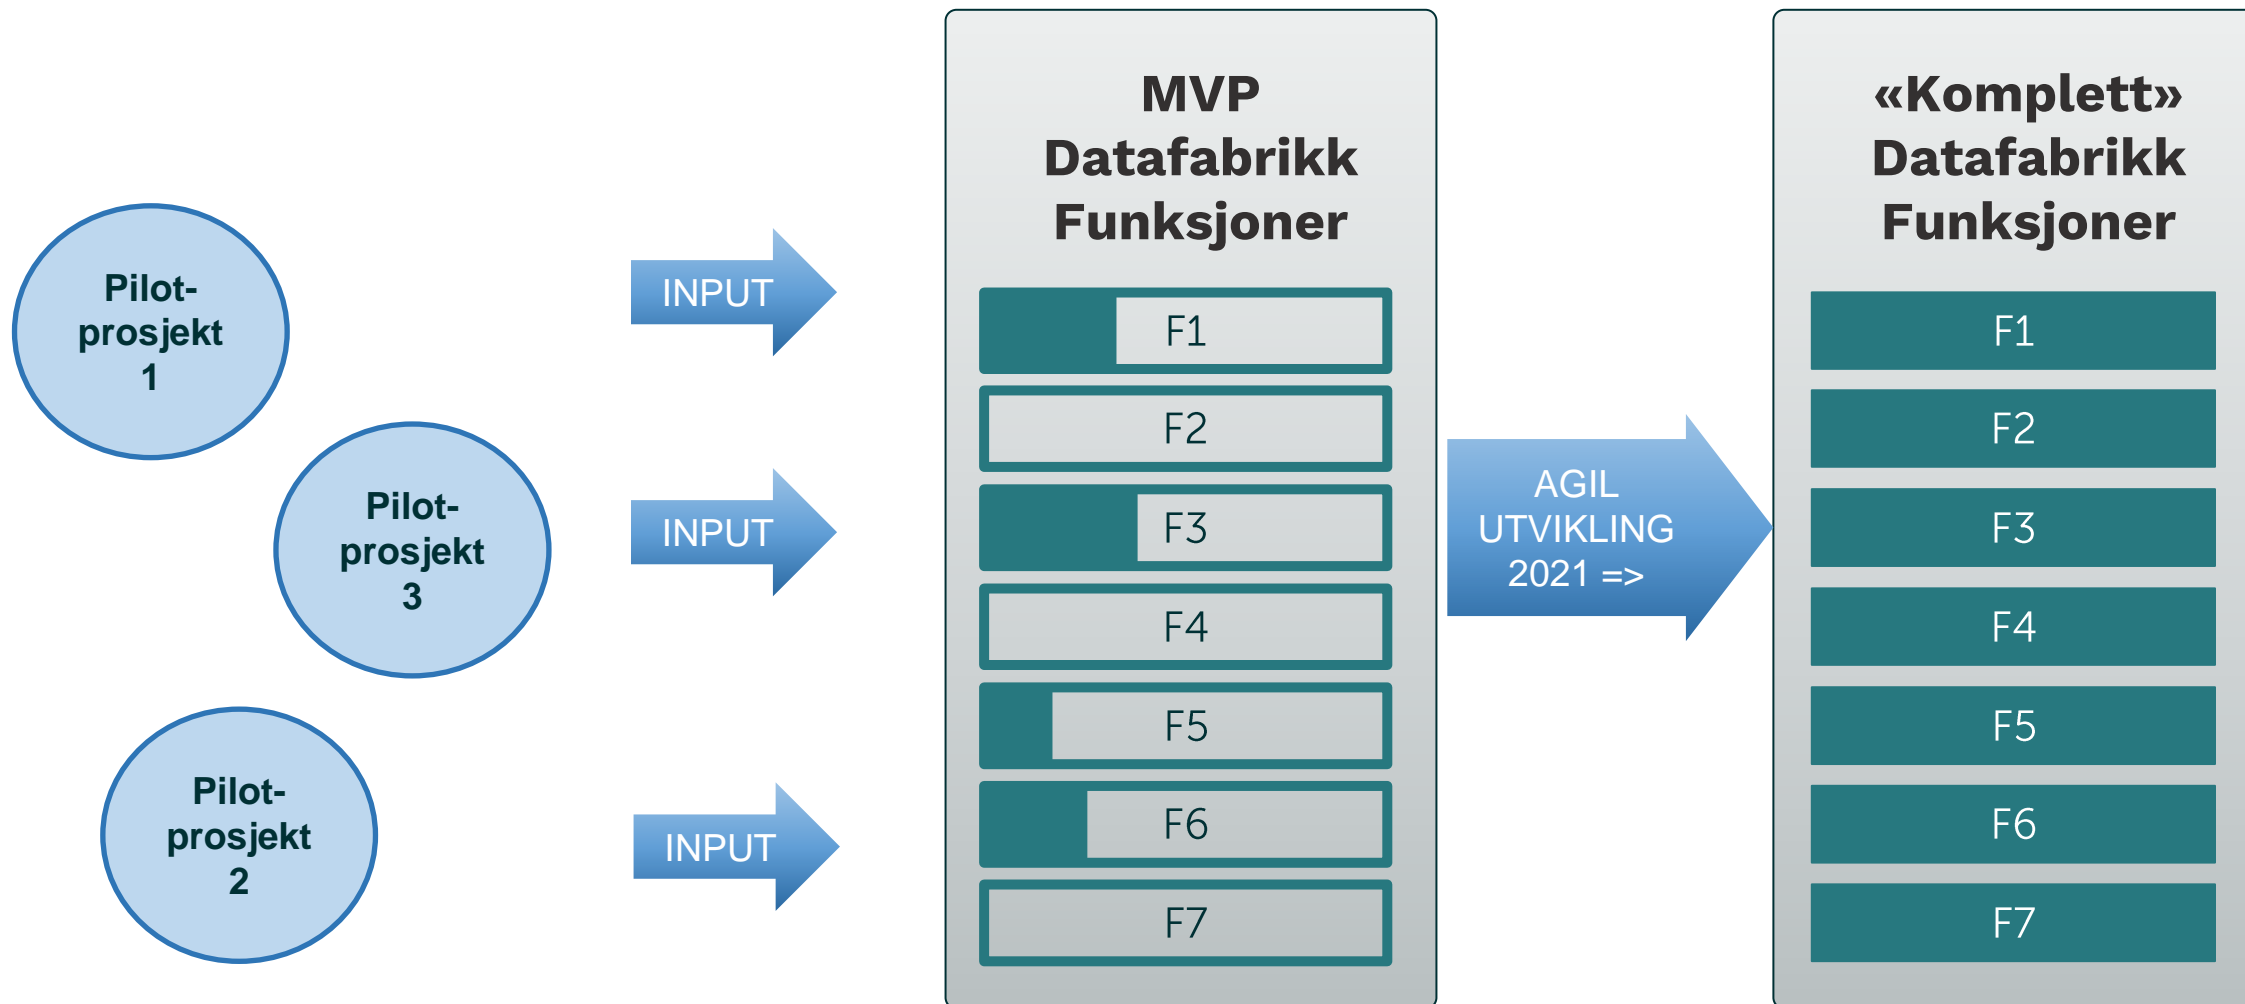 Pilot-
prosjekt
1
Pilot-
prosjekt
3
Pilot-
prosjekt
2
INPUT
INPUT
INPUT
MVP
Datafabrikk
Funksjoner
F1
F2
F3
F4
F5
F6
F7
AGIL
UTVIKLING
2021 =>
«Komplett»
Datafabrikk
Funksjoner
F1
F2
F3
F4
F5
F6
F7